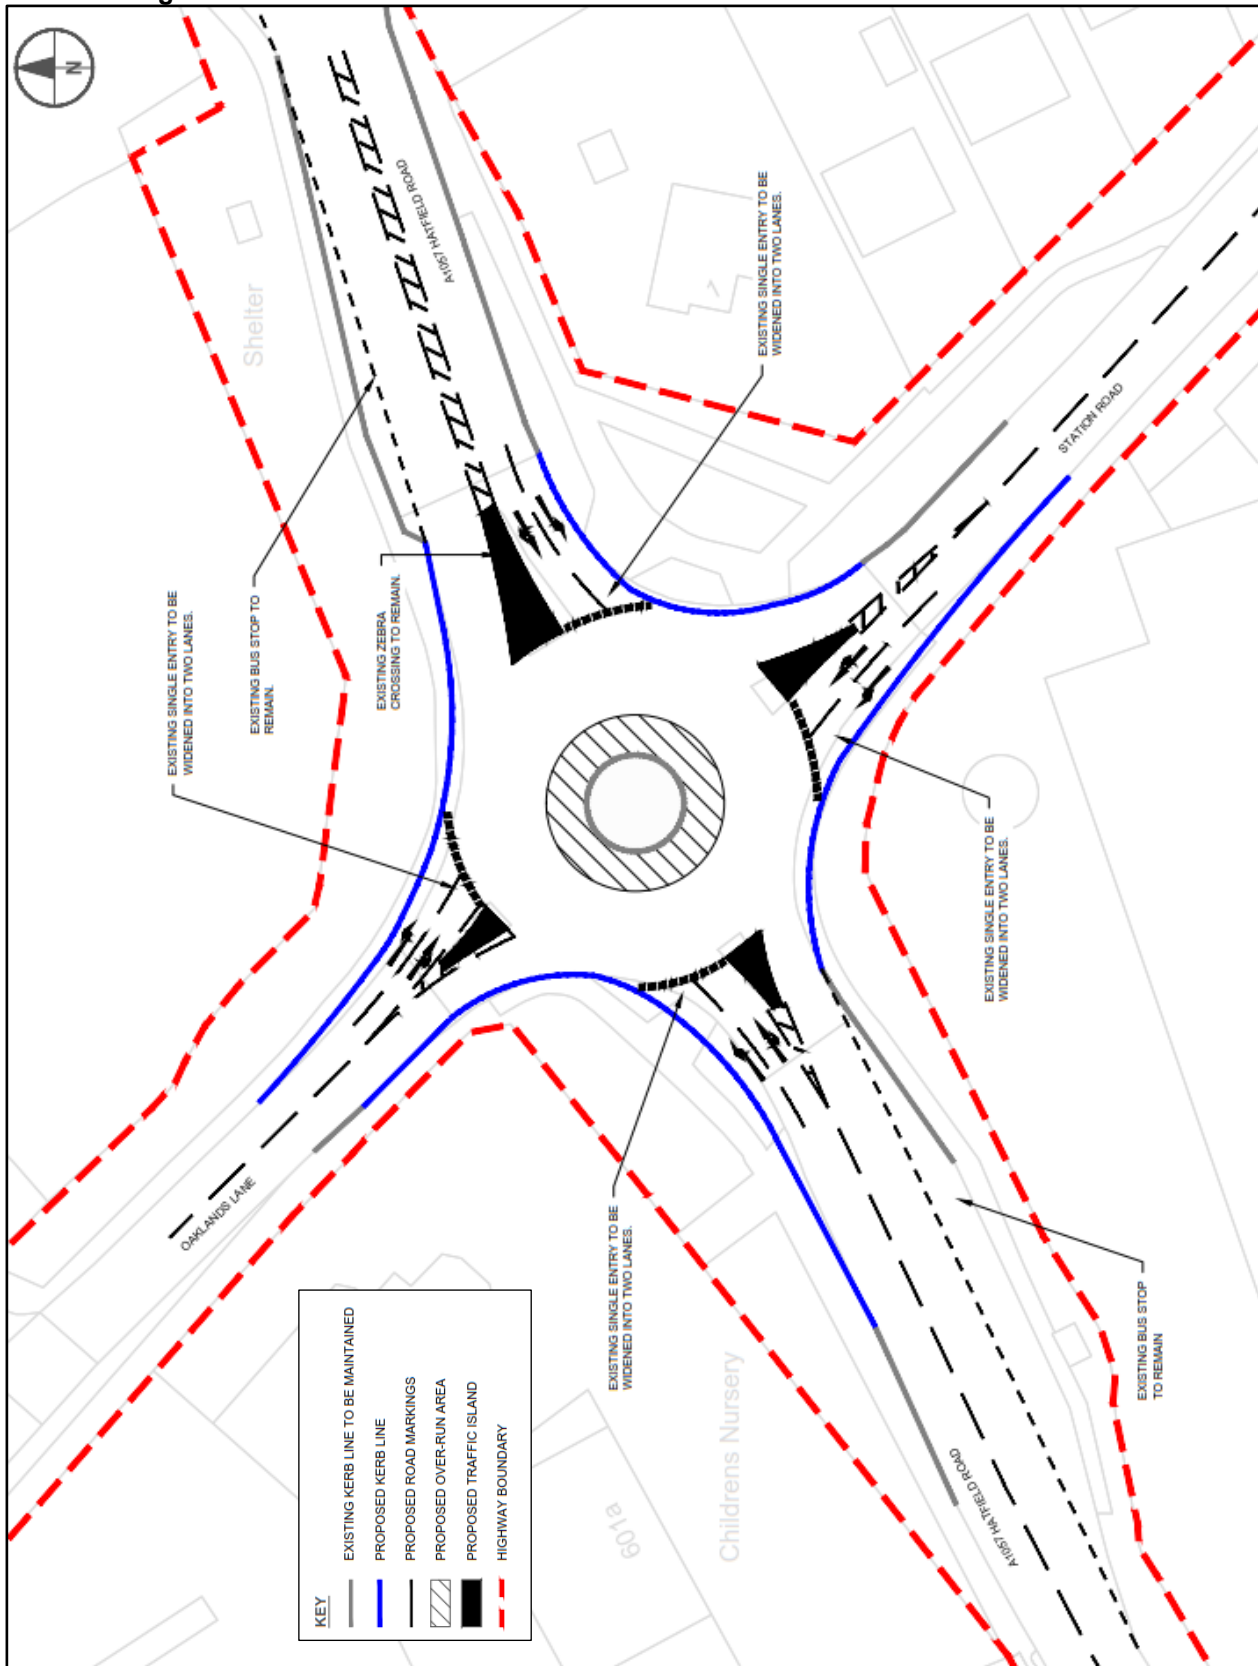 N
Shelter
A1057 HATFIELD ROAD
EXISTING SINGLE ENTRY TO BE
WIDENED INTO TWO LANES.
EXISTING BUS STOP TO
REMAIN.
EXISTING ZEBRA
CROSSING TO REMAIN.
EXISTING SINGLE ENTRY TO BE
WIDENED INTO TWO LANES.
STATION ROAD
EXISTING SINGLE ENTRY TO BE
WIDENED INTO TWO LANES.
OAKLANDS LANE
EXISTING SINGLE ENTRY TO BE
WIDENED INTO TWO LANES.
EXISTING BUS STOP
TO REMAIN
A1057 HATFIELD ROAD
Childrens Nursery
601a
KEY
EXISTING KERB LINE TO BE MAINTAINED
PROPOSED KERB LINE
PROPOSED ROAD MARKINGS
PROPOSED OVER-RUN AREA
PROPOSED TRAFFIC ISLAND
HIGHWAY BOUNDARY